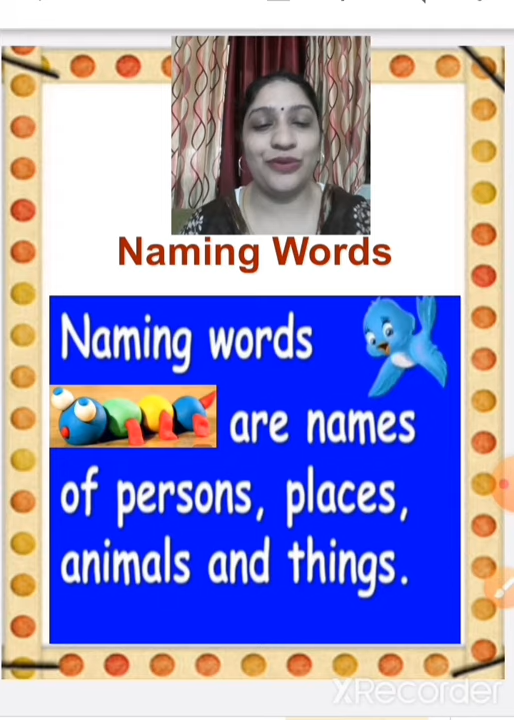 Naming Words
Naming words
are names
of persons, places,
animals and things.
XRecorder